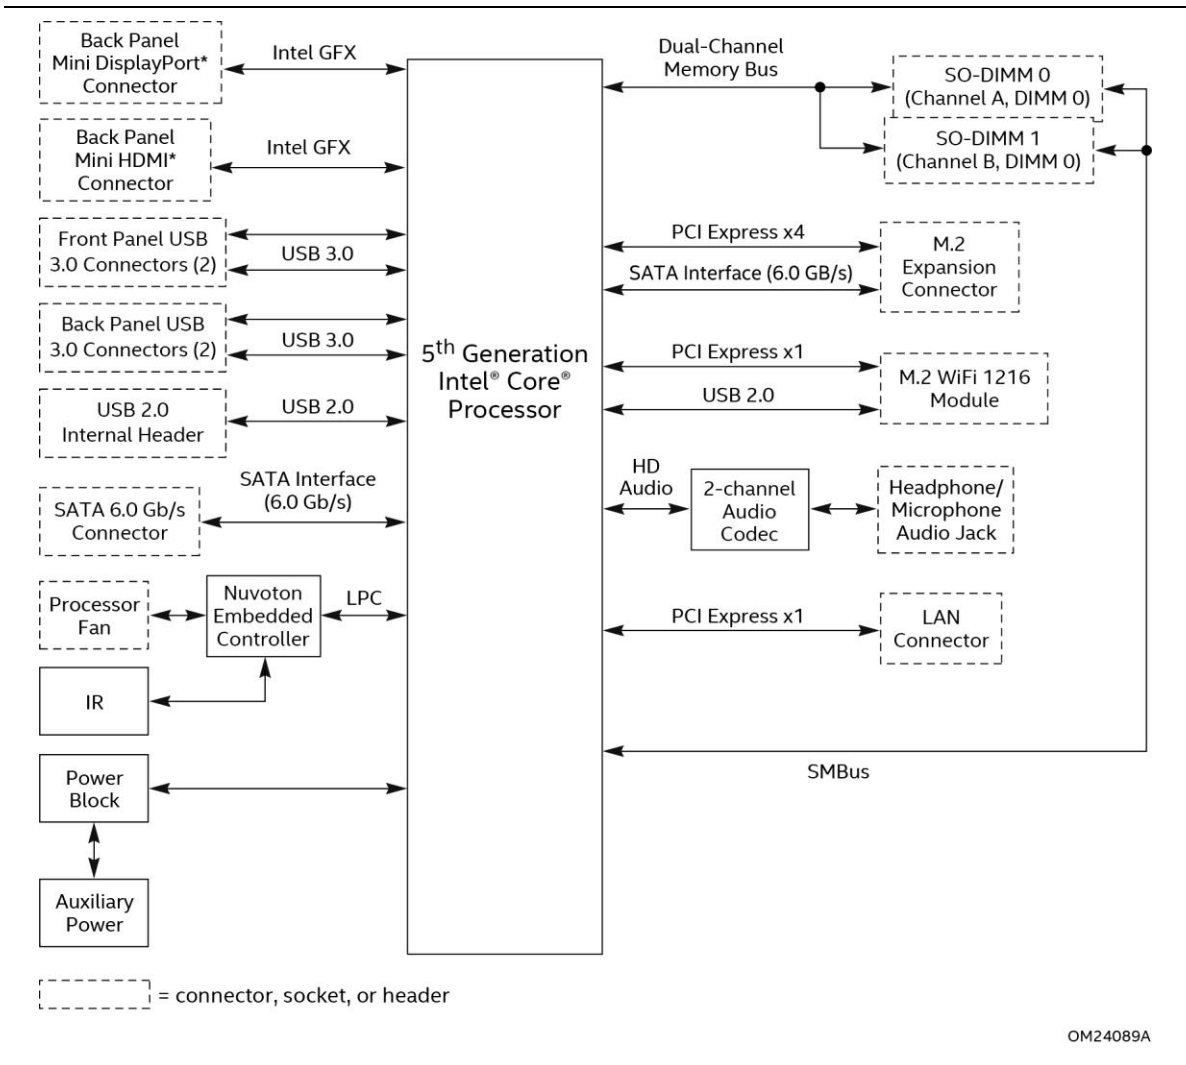 Back Panel
Mini DisplayPort*
Connector
Intel GFX
Back Panel
Mini HDMI*
Connector
Intel GFX
Front Panel USB
3.0 Connectors (2)
USB 3.0
Back Panel USB
3.0 Connectors (2)
USB 3.0
USB 2.0
Internal Header
USB 2.0
SATA 6.0 Gb/s
Connector
SATA Interface
(6.0 Gb/s)
Processor
Fan
Nuvoton
Embedded
Controller
LPC
IR
Power
Block
Auxiliary
Power
5th Generation
Intel® Core®
Processor
Dual-Channel
Memory Bus
SO-DIMM 0
(Channel A, DIMM 0)
SO-DIMM 1
(Channel B, DIMM 0)
PCI Express x4
SATA Interface (6.0 GB/s)
M.2
Expansion
Connector
PCI Express x1
USB 2.0
M.2 WiFi 1216
Module
HD
Audio
2-channel
Audio
Codec
Headphone/
Microphone
Audio Jack
PCI Express x1
LAN
Connector
SMBus
= connector, socket, or header
OM24089A